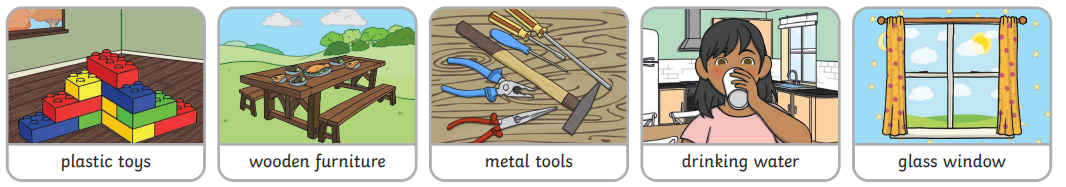 plastic toys
wooden furniture
metal tools
drinking water
glass window